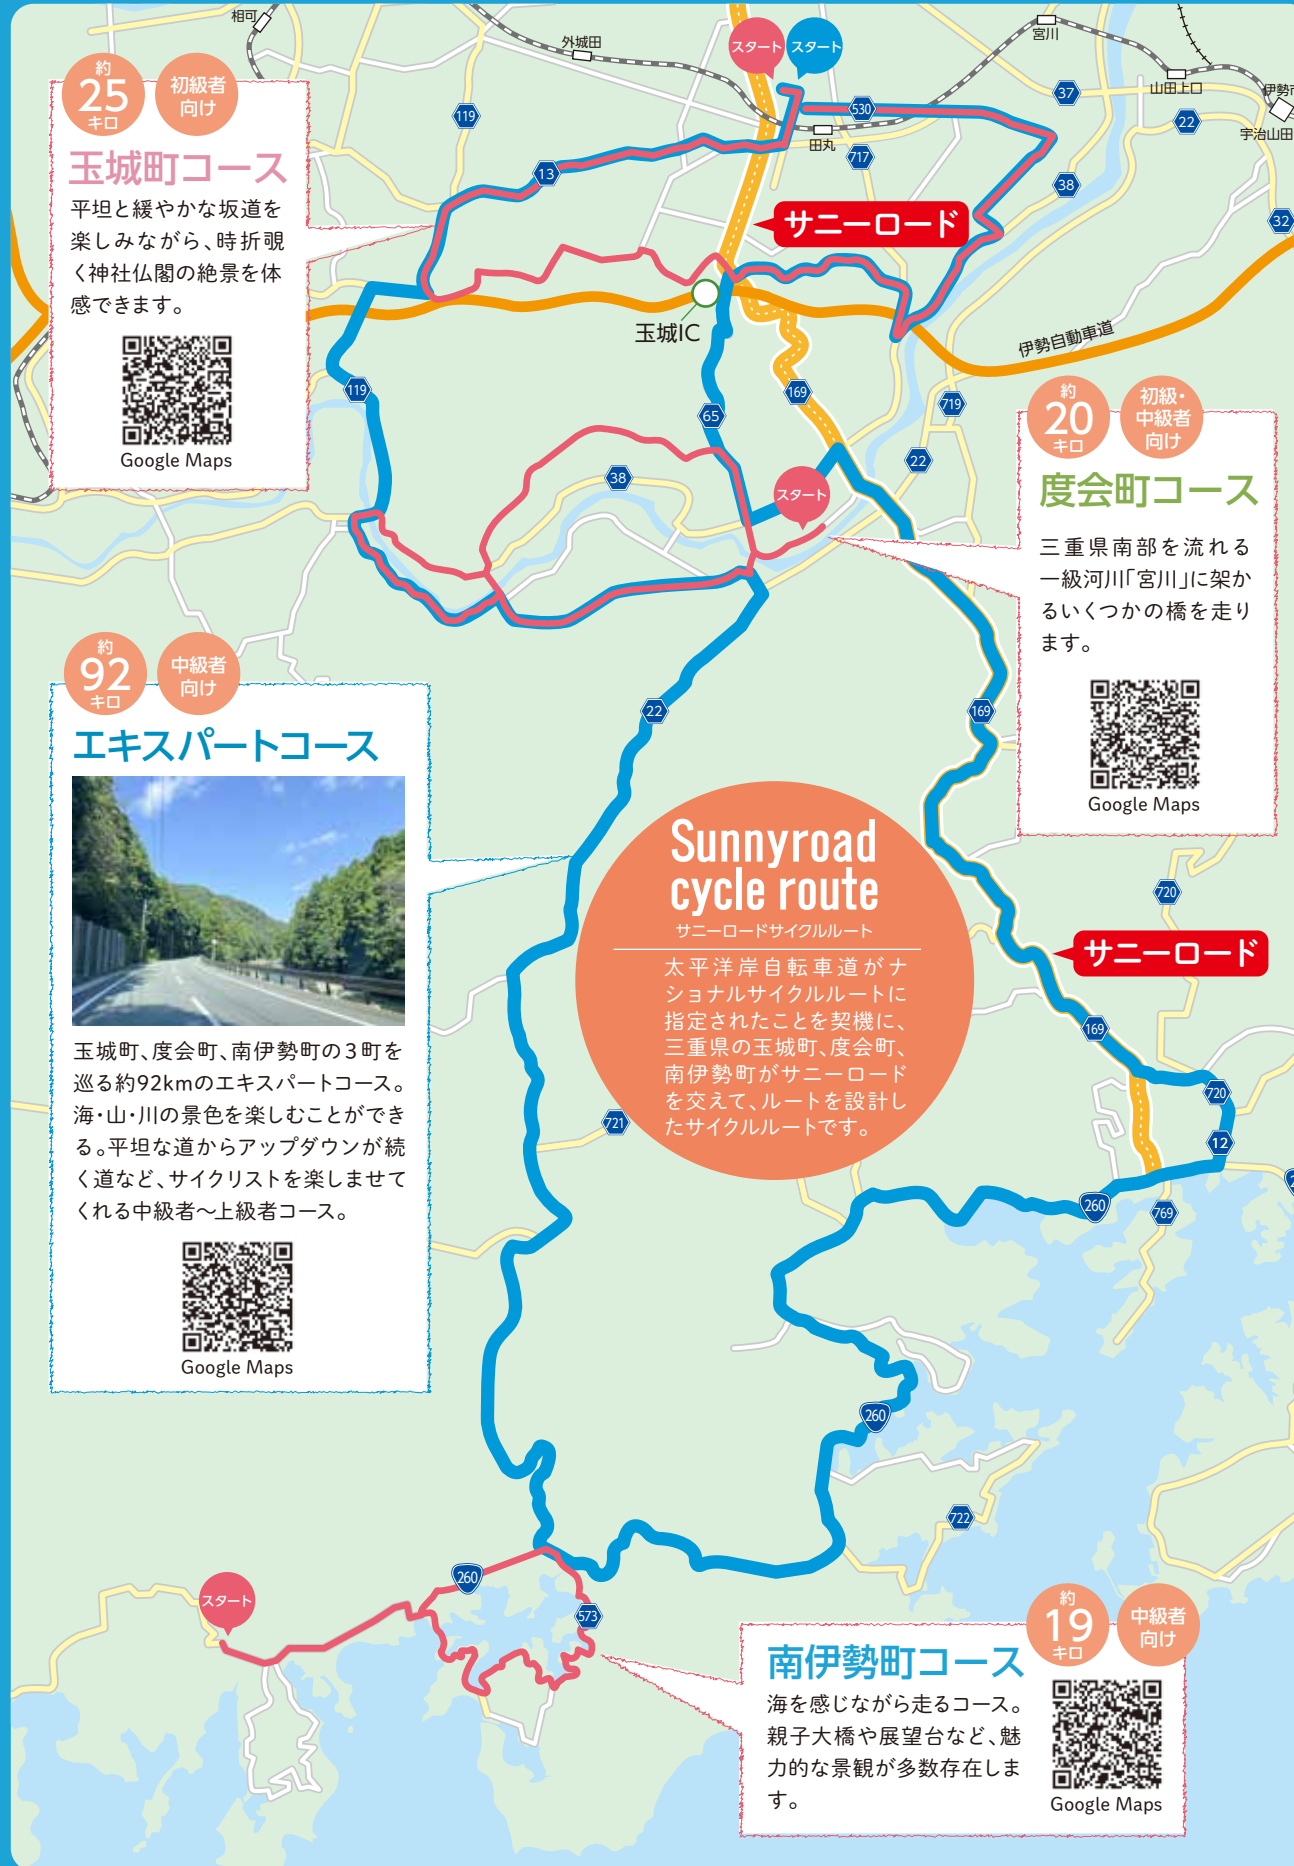 相可
外城田
宮川
山田上口
宇治山田
田丸
スタート
スタート
約
25
キロ
初級者
向け
玉城町コース
平坦と緩やかな坂道を
楽しみながら、時折覗
く神社仏閣の絶景を体
感できます。
Google Maps
119
13
530
717
37
22
38
32
サニーロード
玉城IC
伊勢自動車道
119
65
169
719
22
38
スタート
約
20
キロ
初級・
中級者
向け
度会町コース
三重県南部を流れる
一級河川「宮川」に架か
るいくつかの橋を走り
ます。
Google Maps
約
92
キロ
中級者
向け
エキスパートコース
玉城町、度会町、南伊勢町の3町を
巡る約92kmのエキスパートコース。
海・山・川の景色を楽しむことができ
る。平坦な道からアップダウンが続
く道など、サイクリストを楽しませて
くれる中級者〜上級者コース。
Google Maps
22
169
Sunnyroad
cycle route
サニーロードサイクルルート
太平洋岸自転車道がナ
ショナルサイクルルートに
指定されたことを契機に、
三重県の玉城町、度会町、
南伊勢町がサニーロード
を交えて、ルートを設計し
たサイクルルートです。
720
サニーロード
169
720
12
721
260
769
260
722
260
573
スタート
約
19
キロ
中級者
向け
南伊勢町コース
海を感じながら走るコース。
親子大橋や展望台など、魅
力的な景観が多数存在しま
す。
Google Maps